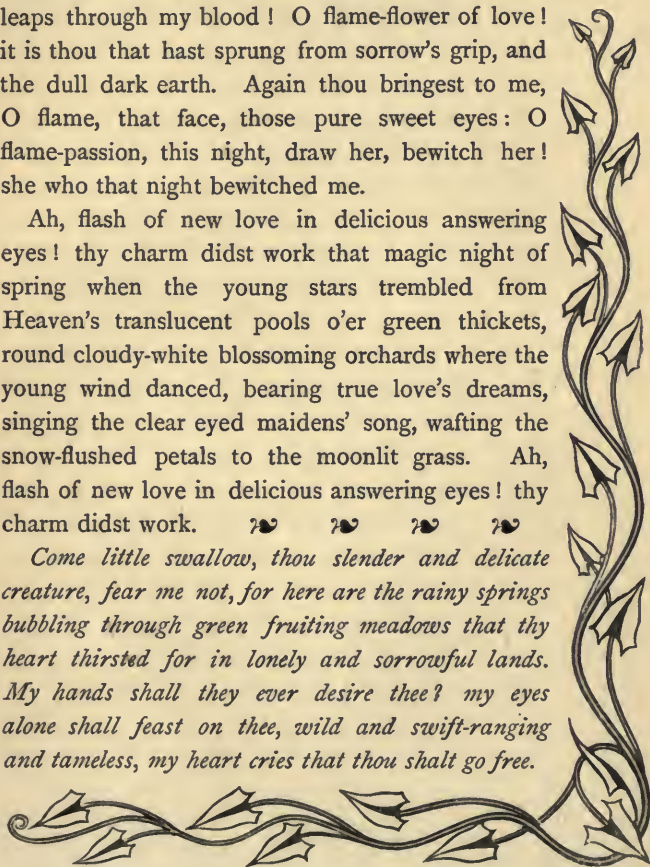 leaps through my blood ! O flame-flower of love !
it is thou that hast sprung from sorrow's grip, and
the dull dark earth. Again thou bringest to me,
O flame, that face, those pure sweet eyes : O
flame-passion, this night, draw her, bewitch her !
she who that night bewitched me.
Ah, flash of new love in delicious answering
eyes ! thy charm didst work that magic night of
spring when the young stars trembled from
Heaven's translucent pools o'er green thickets,
round cloudy-white blossoming orchards where the
young wind danced, bearing true love's dreams,
singing the clear eyed maidens' song, wafting the
snow-flushed petals to the moonlit grass. Ah,
flash of new love in delicious answering eyes ! thy
charm didst work. ❧ ❧ ❧ ❧
Come little swallow, thou slender and delicate
creature, fear me not, for here are the rainy springs
bubbling through green fruiting meadows that thy
heart thirsted for in lonely and sorrowful lands.
My hands shall they ever desire thee ? my eyes
alone shall feast on thee, wild and swift-ranging
and tameless, my heart cries that thou shalt go free.